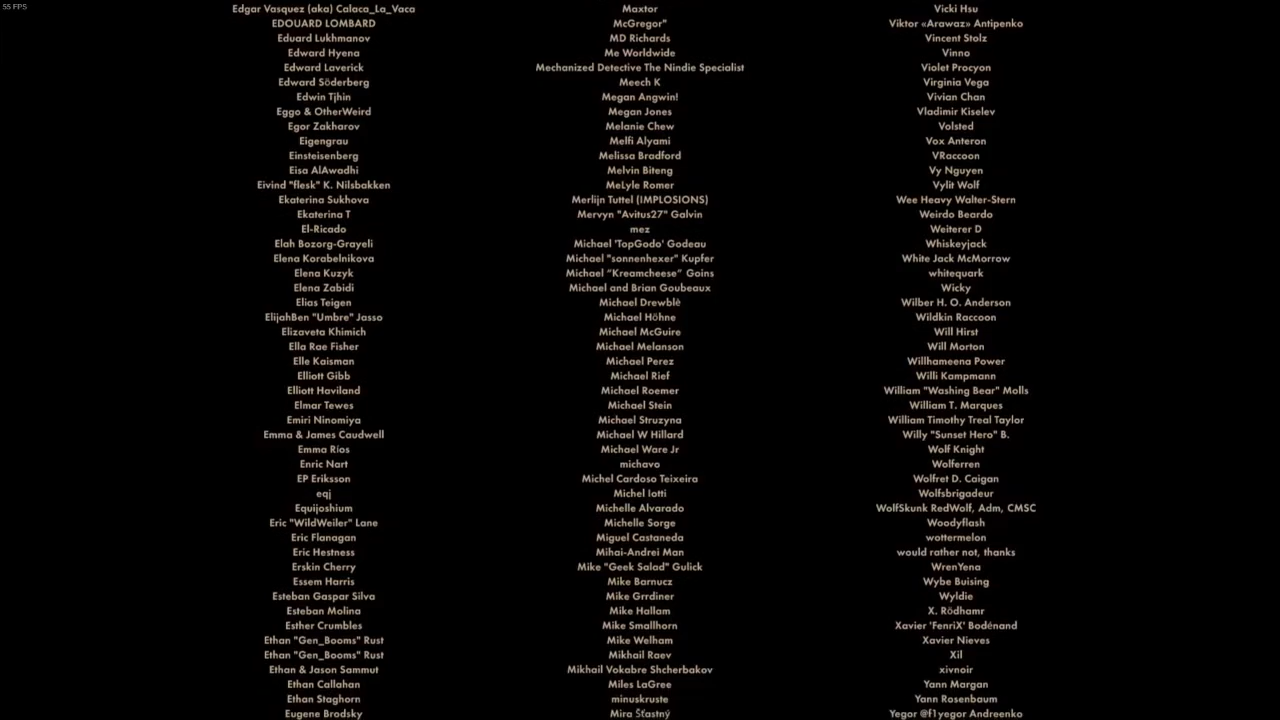 55 FPS
Edgar Vasquez (aka) Calaca_La_Vaca
EDOUARD LOMBARD
Eduard Lukhmanov
Edward Hyena
Edward Laverick
Edward Söderberg
Edwin Tjhin
Eggo & OtherWeird
Egor Zakharov
Eigengrau
Einsteisenberg
Eisa AlAwadhi
Eivind "flesk" K. Nilsbakken
Ekaterina Sukhova
Ekaterina T
El-Ricado
Elah Bozorg-Grayeli
Elena Korabelnikova
Elena Kuzyk
Elena Zabidi
Elias Teigen
ElijahBen "Umbre" Jasso
Elizaveta Khimich
Ella Rae Fisher
Elle Kaisman
Elliott Gibb
Elliott Haviland
Elmar Tewes
Emiri Ninomiya
Emma & James Caudwell
Emma Ríos
Enric Nart
EP Eriksson
eqj
Equijoshium
Eric "WildWeiler" Lane
Eric Flanagan
Eric Hestness
Erskin Cherry
Essem Harris
Esteban Gaspar Silva
Esteban Molina
Esther Crumbles
Ethan "Gen_Booms" Rust
Ethan "Gen_Booms" Rust
Ethan & Jason Sammut
Ethan Callahan
Ethan Staghorn
Eugene Brodsky
Maxtor
McGregor"
MD Richards
Me Worldwide
Mechanized Detective The Nindie Specialist
Meech K
Megan Angwin!
Megan Jones
Melanie Chew
Melfi Alyami
Melissa Bradford
Melvin Biteng
MeLyle Romer
Merlijn Tuttel (IMPLOSIONS)
Mervyn "Avitus27" Galvin
mez
Michael 'TopGodo' Godeau
Michael "sonnenhexer" Kupfer
Michael “Kreamcheese” Goins
Michael and Brian Goubeaux
Michael Drewblè
Michael Höhne
Michael McGuire
Michael Melanson
Michael Perez
Michael Rief
Michael Roemer
Michael Stein
Michael Struzyna
Michael W Hillard
Michael Ware Jr
michavo
Michel Cardoso Teixeira
Michel Iotti
Michelle Alvarado
Michelle Sorge
Miguel Castaneda
Mihai-Andrei Man
Mike "Geek Salad" Gulick
Mike Barnucz
Mike Grrdiner
Mike Hallam
Mike Smallhorn
Mike Welham
Mikhail Raev
Mikhail Vokabre Shcherbakov
Miles LaGree
minuskruste
Mira Šťastný
Vicki Hsu
Viktor «Arawaz» Antipenko
Vincent Stolz
Vinno
Violet Procyon
Virginia Vega
Vivian Chan
Vladimir Kiselev
Volsted
Vox Anteron
VRaccoon
Vy Nguyen
Vylit Wolf
Wee Heavy Walter-Stern
Weirdo Beardo
Weiterer D
Whiskeyjack
White Jack McMorrow
whitequark
Wicky
Wilber H. O. Anderson
Wildkin Raccoon
Will Hirst
Will Morton
Willhameena Power
Willi Kampmann
William "Washing Bear" Molls
William T. Marques
William Timothy Treal Taylor
Willy "Sunset Hero" B.
Wolf Knight
Wolferren
Wolfret D. Caigan
Wolfsbrigadeur
WolfSkunk RedWolf, Adm, CMSC
Woodyflash
wottermelon
would rather not, thanks
WrenYena
Wybe Buising
Wyldie
X. Rödhamr
Xavier 'FenriX' Bodénand
Xavier Nieves
Xil
xivnoir
Yann Margan
Yann Rosenbaum
Yegor @f1yegor Andreenko